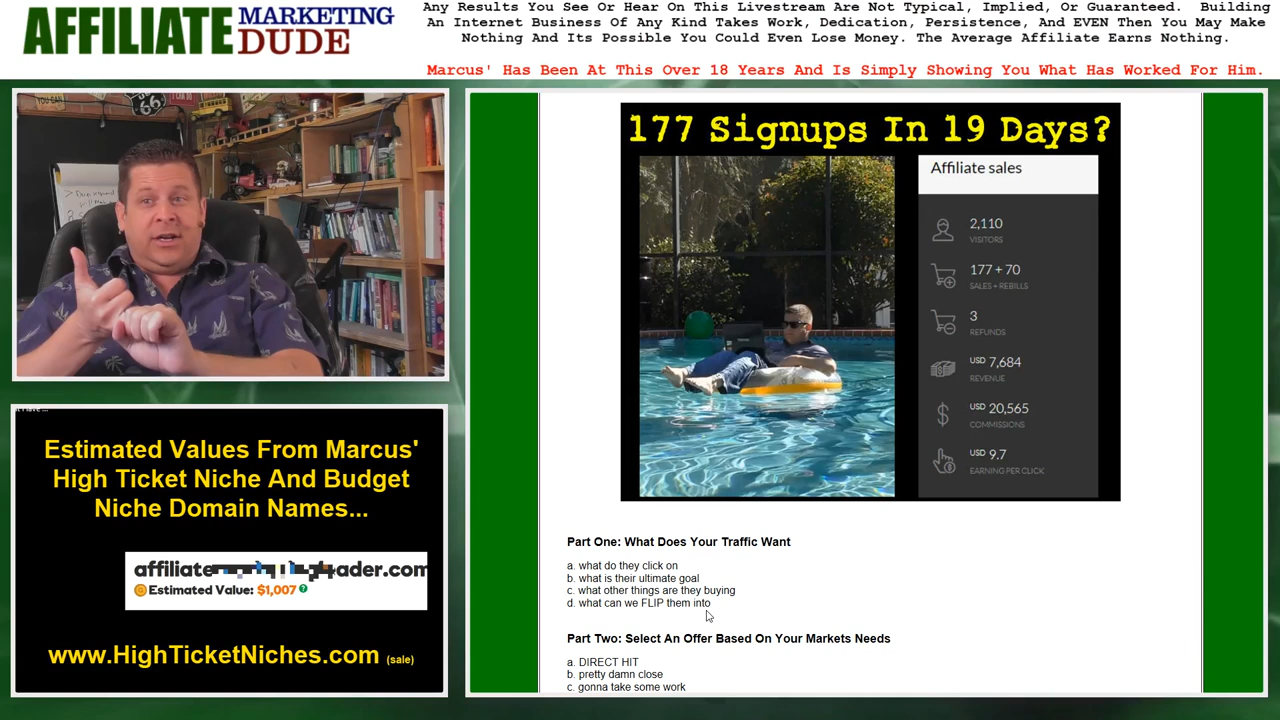 AFFILIATE MARKETING DUDE
Any Results You See Or Hear On This Livestream Are Not Typical, Implied, Or Guaranteed. Building
An Internet Business Of Any Kind Takes Work, Dedication, Persistence, And EVEN Then You May Make
Nothing And Its Possible You Could Even Lose Money. The Average Affiliate Earns Nothing.
Marcus' Has Been At This Over 18 Years And Is Simply Showing You What Has Worked For Him.
66
177 Signups In 19 Days?
Affiliate sales
2,110
VISITORS
177 + 70
SALES + REBILLS
3
REFUNDS
USD 7,684
REVENUE
USD 20,565
COMMISSIONS
USD 9.7
EARNING PER CLICK
Estimated Values From Marcus'
High Ticket Niche And Budget
Niche Domain Names...
Estimated Value: $1,007
www.HighTicketNiches.com (sale)
Part One: What Does Your Traffic Want
a. what do they click on
b. what is their ultimate goal
c. what other things are they buying
d. what can we FLIP them into
Part Two: Select An Offer Based On Your Markets Needs
a. DIRECT HIT
b. pretty damn close
c. gonna take some work